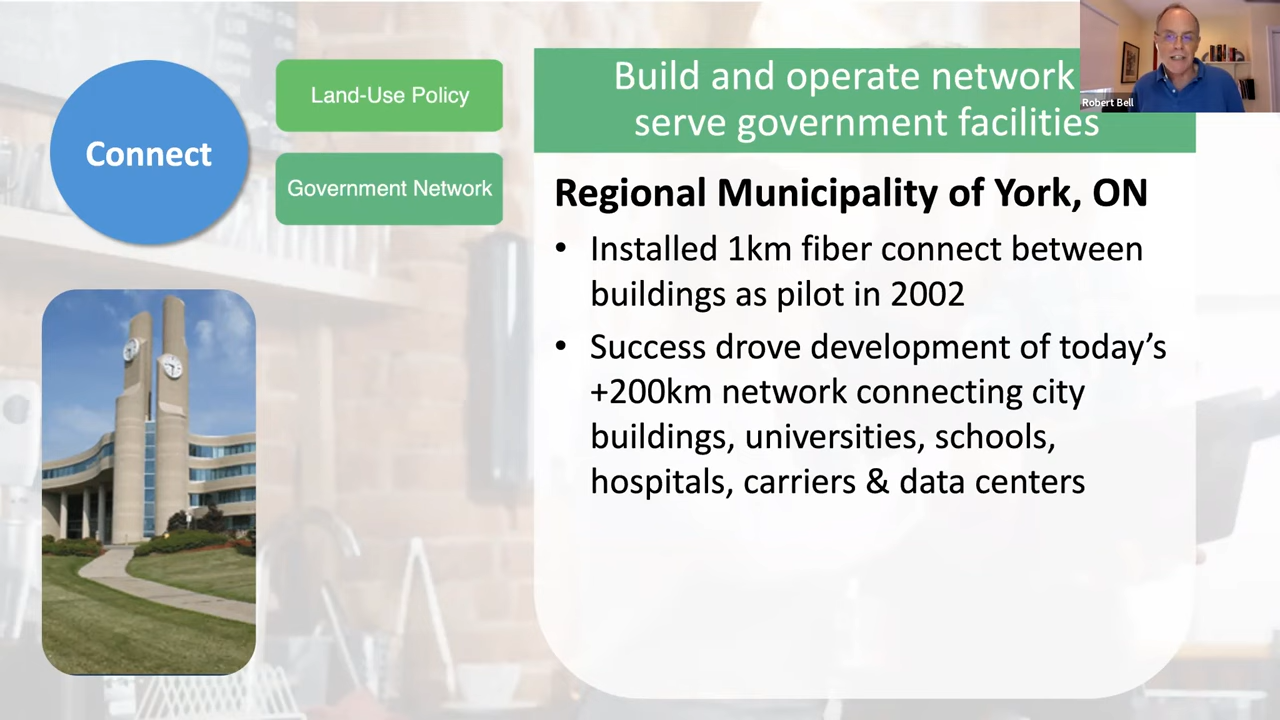 Connect
Land-Use Policy
Government Network
Build and operate network
serve government facilities
Robert Bell
Regional Municipality of York, ON
• Installed 1km fiber connect between
buildings as pilot in 2002
• Success drove development of today’s
+200km network connecting city
buildings, universities, schools,
hospitals, carriers & data centers